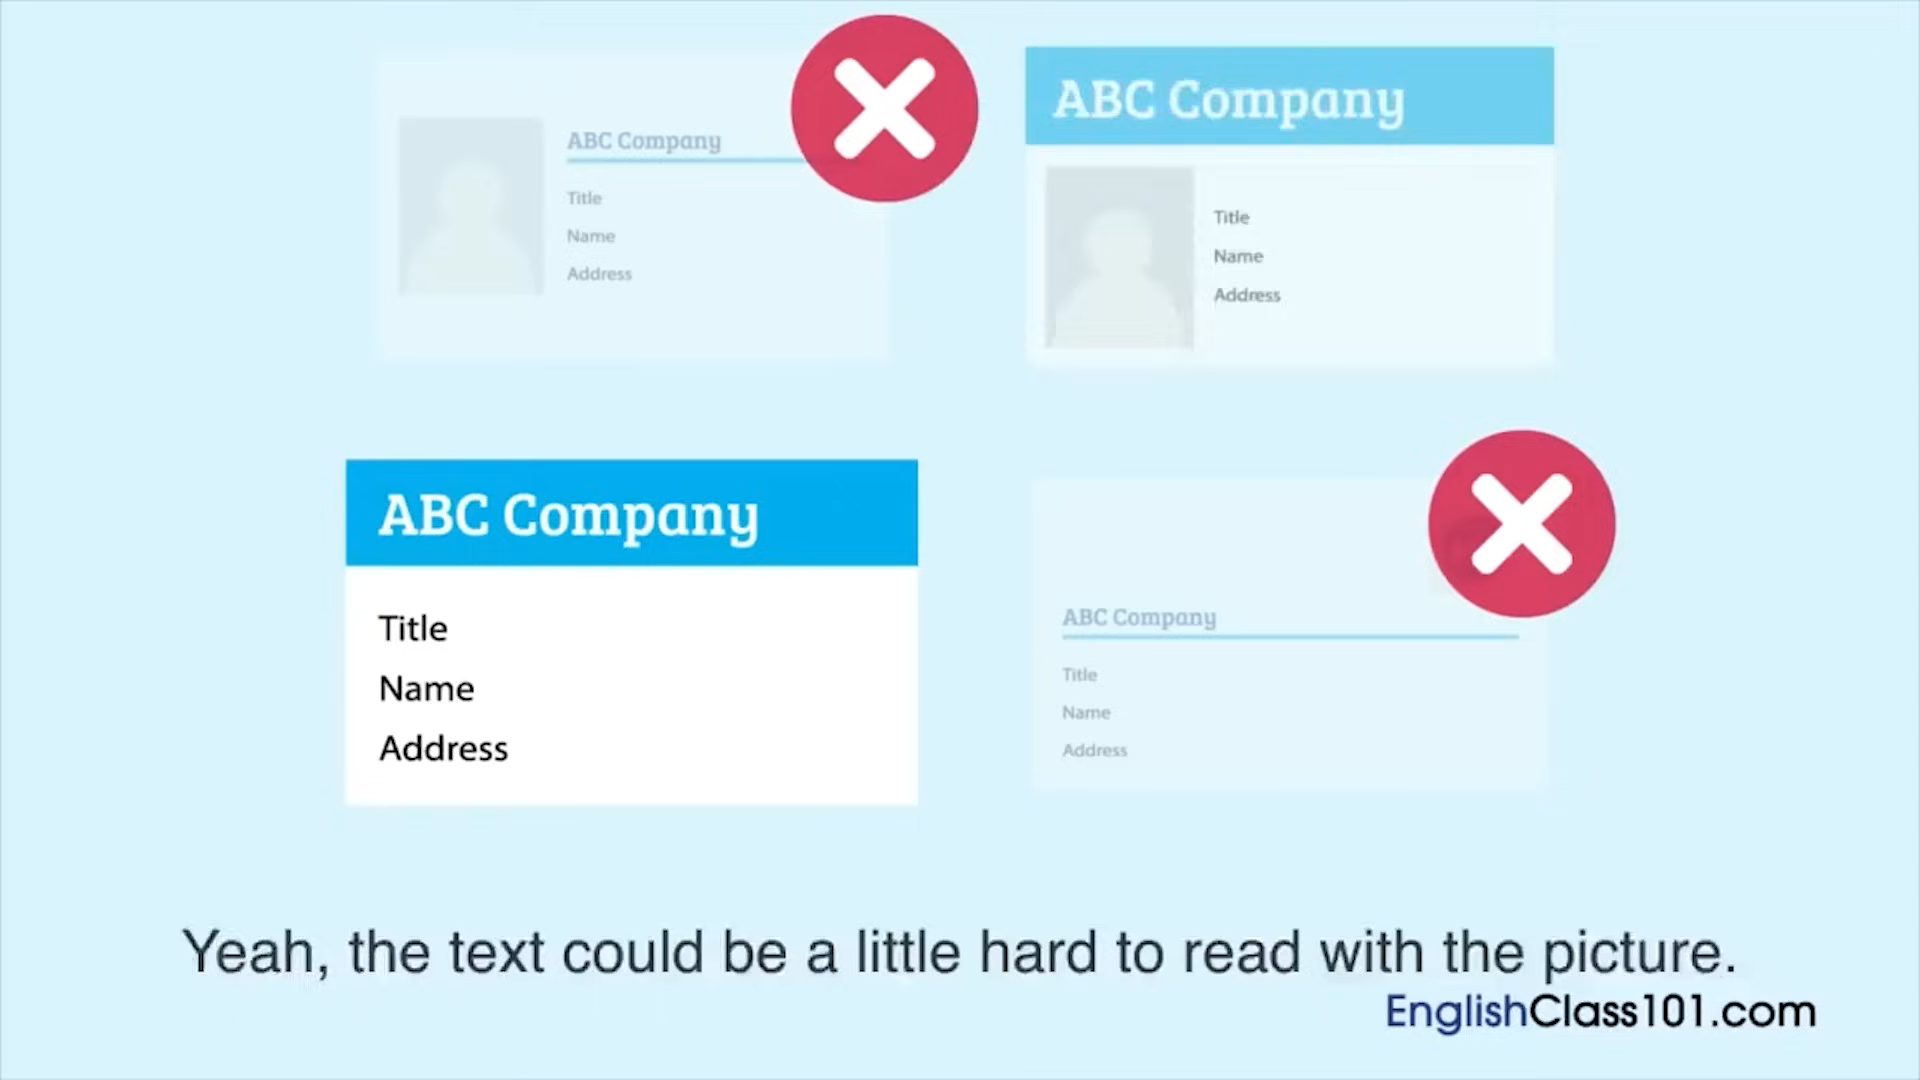 ABC Company
Title
Name
Address
ABC Company
Title
Name
Address
ABC Company
Title
Name
Address
ABC Company
Title
Name
Address
Yeah, the text could be a little hard to read with the picture.
EnglishClass101.com